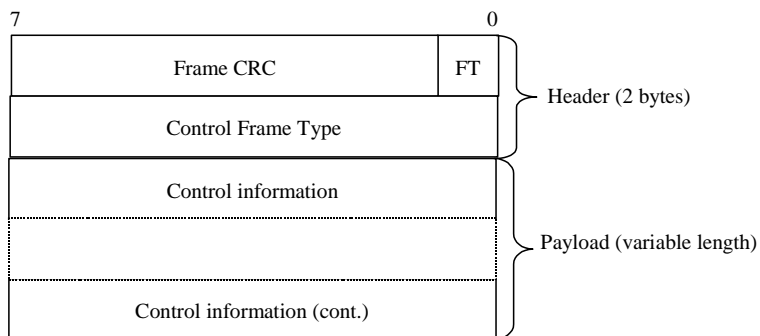 7 0
Frame CRC FT
Header (2 bytes)
Control Frame Type
Control information
Payload (variable length)
Control information (cont.)